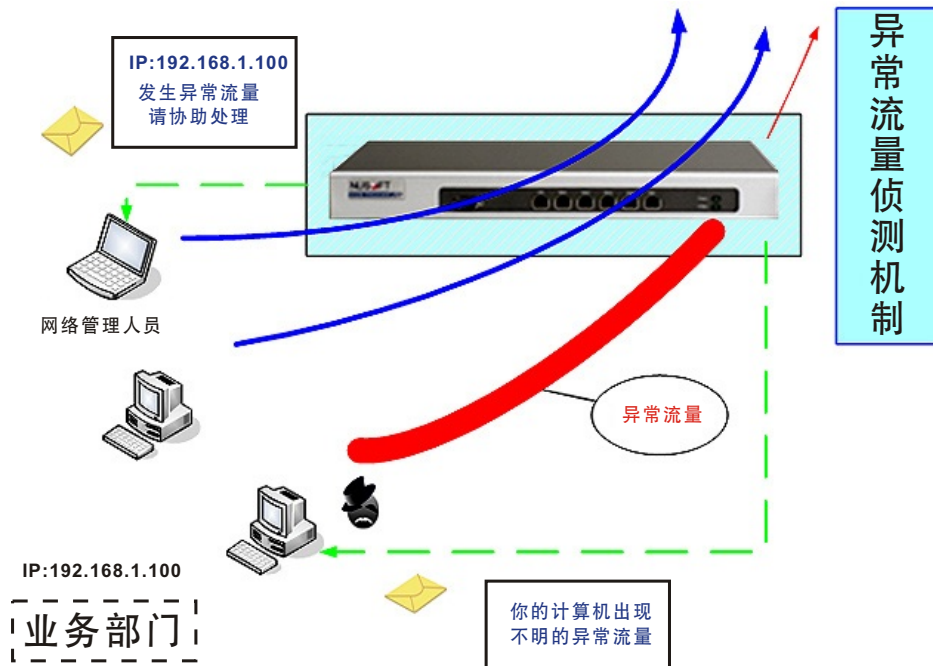 IP:192.168.1.100
发生异常流量
请协助处理
异常流量侦测机制
NUSOFT
网络管理人员
异常流量
IP:192.168.1.100
业务部门
你的计算机出现
不明的异常流量